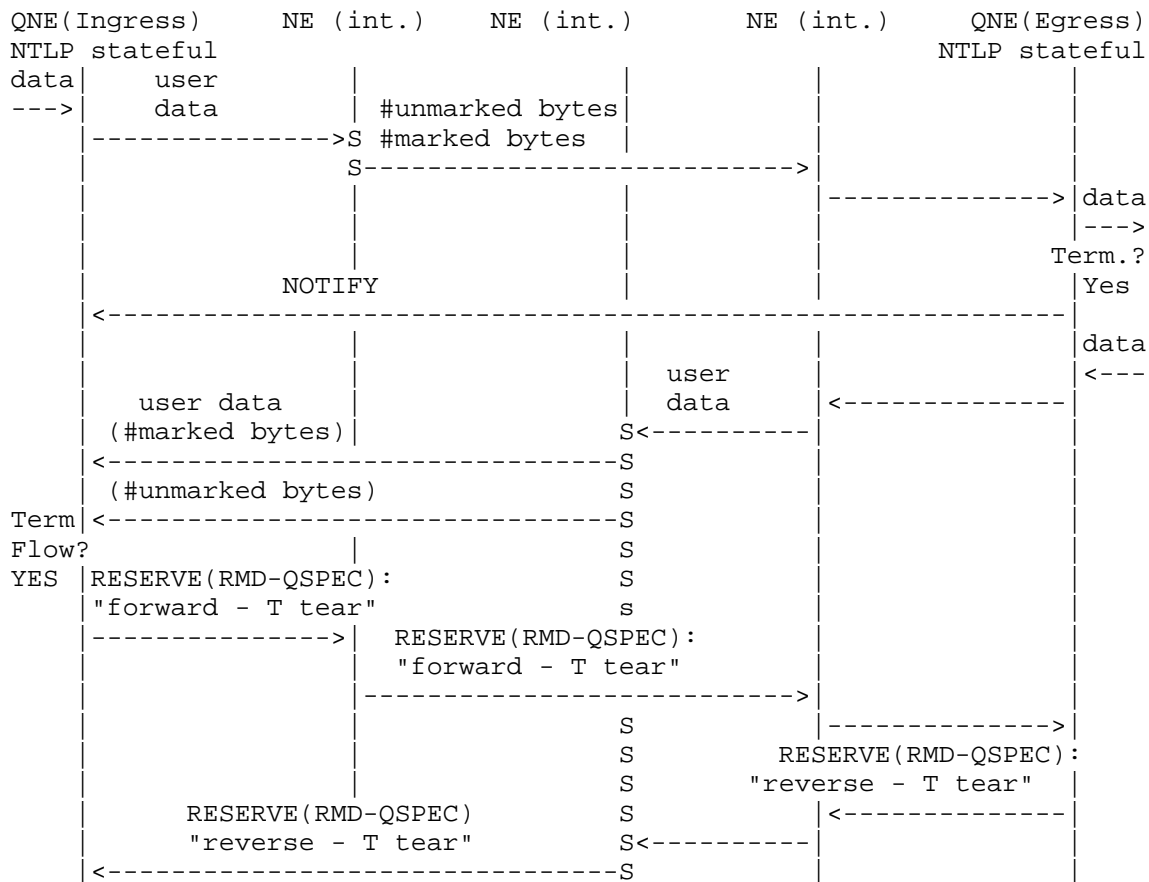 QNE(Ingress)    NE (int.)    NE (int.)       NE (int.)    QNE(Egress)
NTLP stateful                                             NTLP stateful
data|    user        |                |           |               |
--->|    data        | #unmarked bytes|           |               |
    |--------------->S #marked bytes  |           |               |
    |                S--------------------------->|               |
    |                |                |           |-------------->|data
    |                |                |           |               |--->
    |                |                |           |              Term.?
    |            NOTIFY               |           |               |Yes
    |<------------------------------------------------------------|
    |                |                |           |               |data
    |                |                |  user     |               |<---
    |   user data    |                |  data     |<--------------|
    | (#marked bytes)|                S<----------|               |
    |<--------------------------------S           |               |
    | (#unmarked bytes)               S           |               |
Term|<--------------------------------S           |               |
Flow?                |                S           |               |
YES |RESERVE(RMD-QSPEC):              S           |               |
    |"forward - T tear"               s           |               |
    |--------------->|  RESERVE(RMD-QSPEC):       |               |
    |                |  "forward - T tear"        |               |
    |                |--------------------------->|               |
    |                |                S           |-------------->|
    |                |                S         RESERVE(RMD-QSPEC):
    |                |                S       "reverse - T tear"  |
    |      RESERVE(RMD-QSPEC)         S           |<--------------|
    |      "reverse - T tear"         S<----------|               |
    |<--------------------------------S           |               |